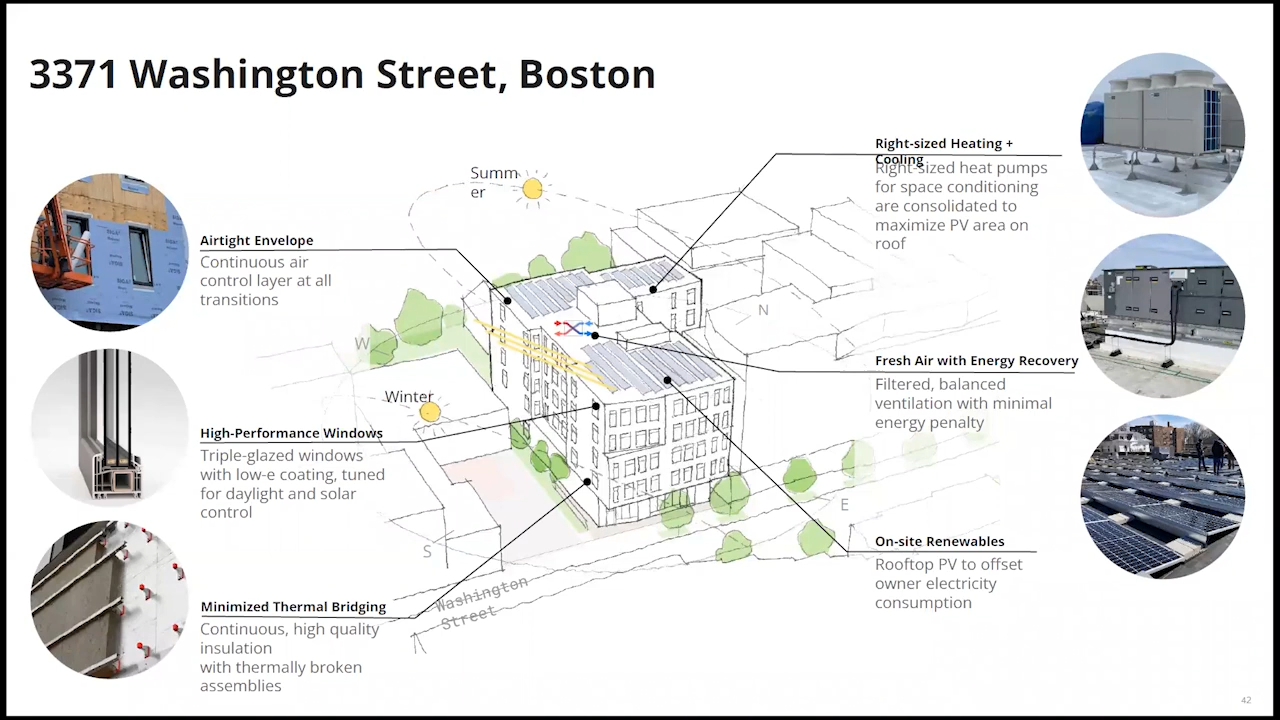 3371 Washington Street, Boston
Summ
er
Right-sized Heating +
Cooling
Right-sized heat pumps
for space conditioning
are consolidated to
maximize PV area on
roof
Airtight Envelope
Continuous air
control layer at all
transitions
N
W
Fresh Air with Energy Recovery
Filtered, balanced
ventilation with minimal
energy penalty
Winter
High-Performance Windows
Triple-glazed windows
with low-e coating, tuned
for daylight and solar
control
E
S
On-site Renewables
Rooftop PV to offset
owner electricity
consumption
Washington
Street
Minimized Thermal Bridging
Continuous, high quality
insulation
with thermally broken
assemblies
42